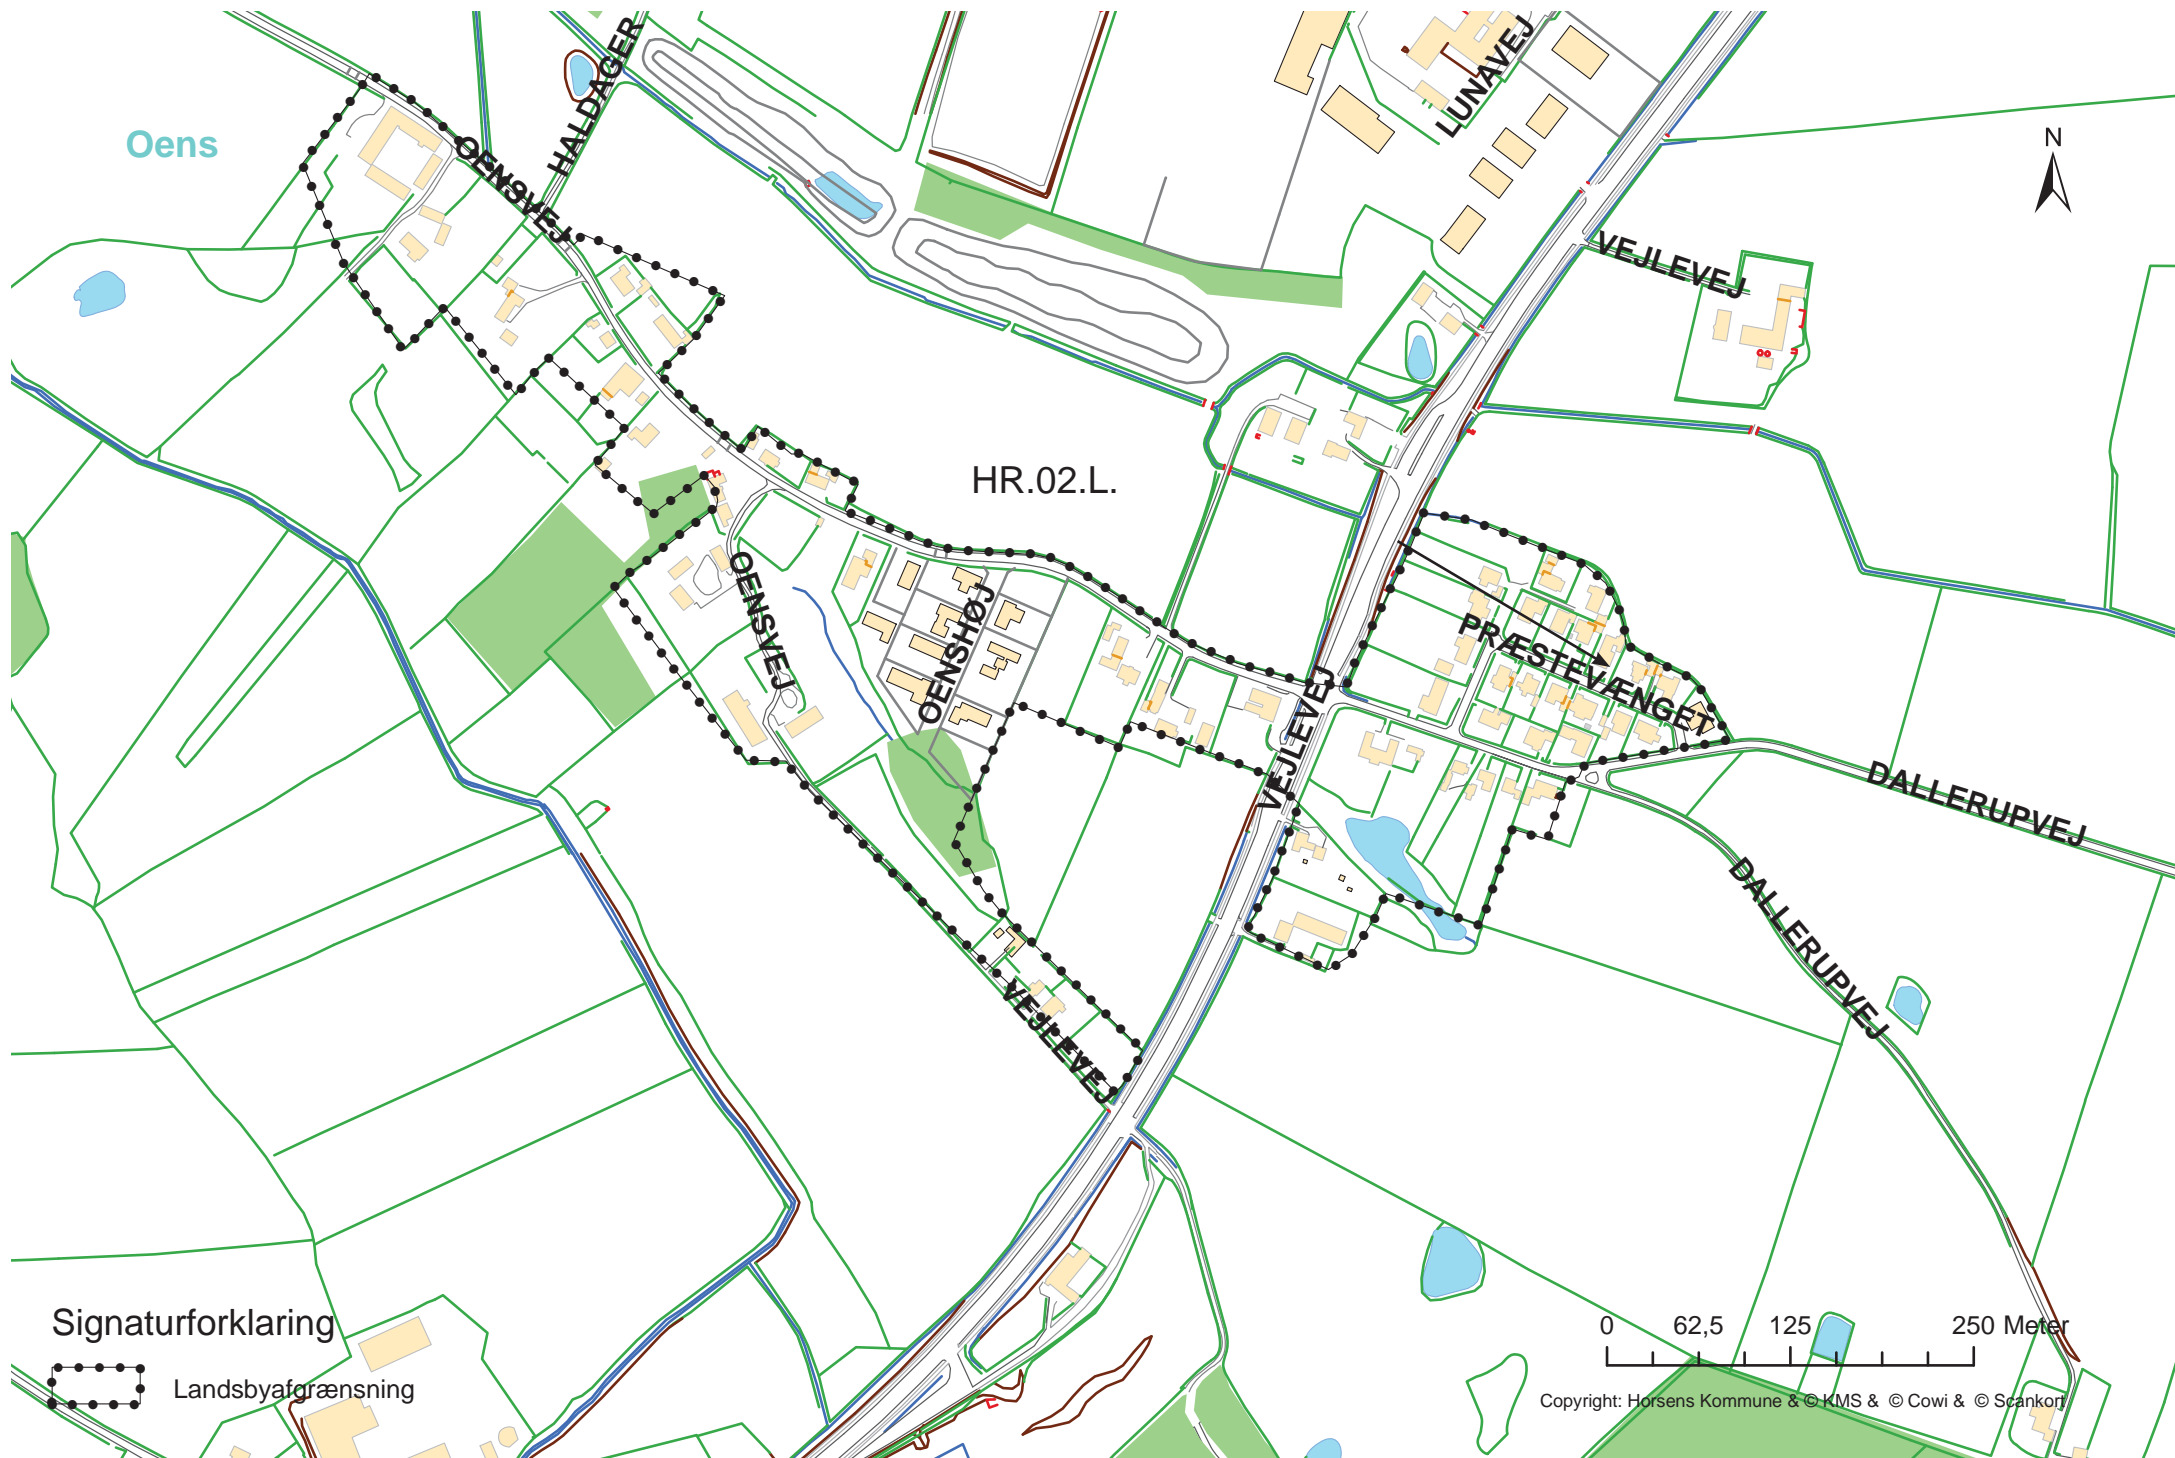 HALDAGER
LUNAVEJ
Oens
N
OENSVEJ
VEJLEVEJ
HR.02.L.
OENSVEJ
OENSHØJ
PRÆSTEVÆNGET
VEJLEVEJ
DALLERUPVEJ
DALLERUPVEJ
VEJLEVEJ
Signaturforklaring
Landsbyafgrænsning
0 62,5 125 250 Meter
Copyright: Horsens Kommune & © KMS & © Cowi & © Scankort